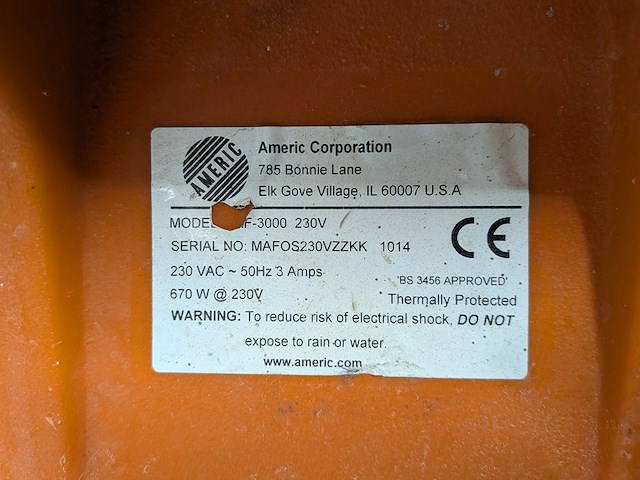 AMERIC
Americ Corporation
785 Bonnie Lane
Elk Gove Village, IL 60007 U.S.A
MODEL F-3000 230V
SERIAL NO: MAFOS230VZZKK 1014
CE
230 VAC ~ 50Hz 3 Amps
'BS 3456 APPROVED'
670 W @ 230V
Thermally Protected
WARNING: To reduce risk of electrical shock, DO NOT
expose to rain or water.
www.americ.com